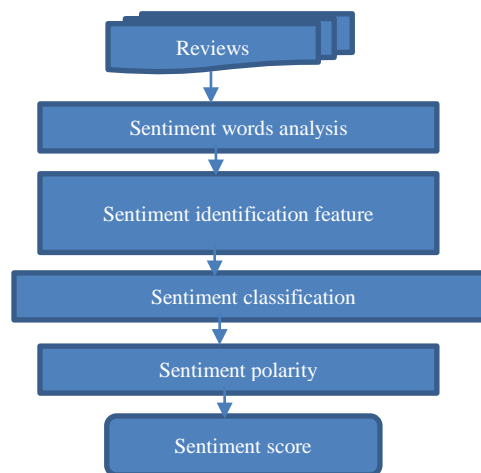 Reviews
Sentiment words analysis
Sentiment identification feature
Sentiment classification
Sentiment polarity
Sentiment score